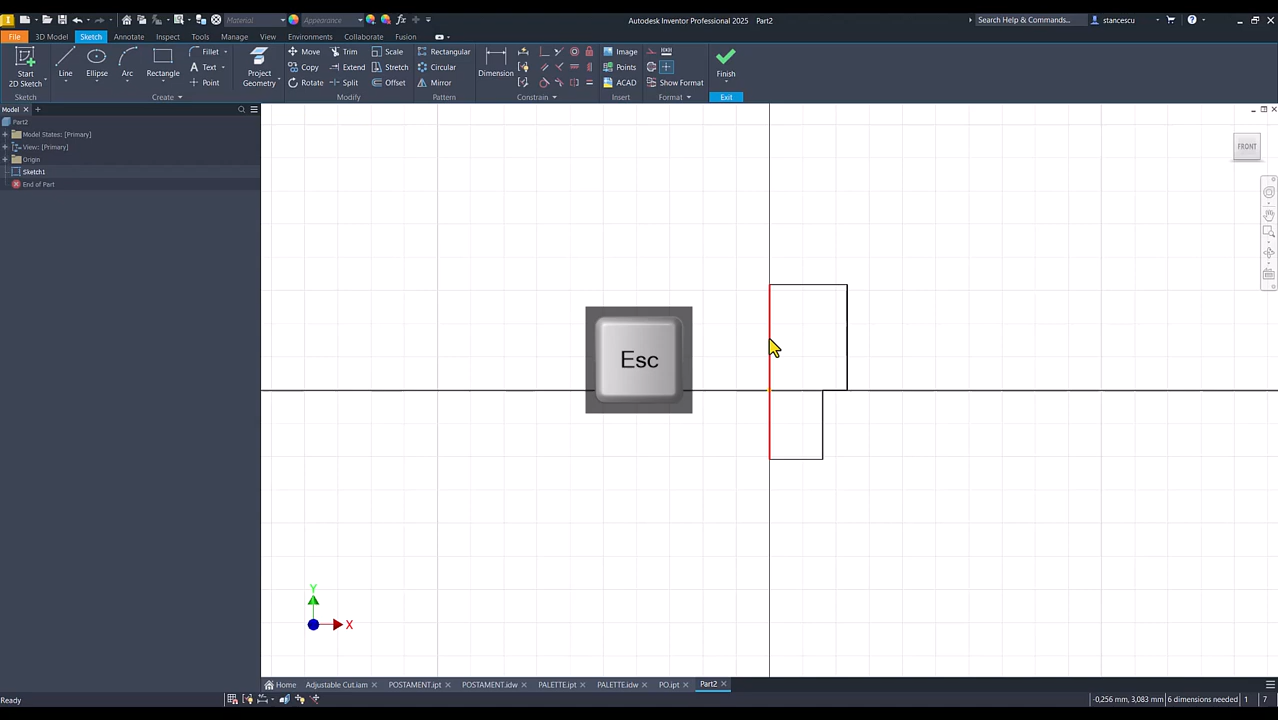 Material
Appearance
Autodesk Inventor Professional 2025 Part2
Search Help & Commands...
stancescu
File 3D Model Sketch Annotate Inspect Tools Manage View Environments Collaborate Fusion
Start
2D Sketch
Line Ellipse Arc Rectangle
Fillet
Text
Point
Project
Geometry
Move Trim Scale
Copy Extend Stretch
Rotate Split Offset
Rectangular
Circular
Mirror
Dimension
Image
Points
ACAD
Show Format
Finish
Sketch Create Modify Pattern Constrain Insert Format Exit
Model
Part2
Model States: [Primary]
View: [Primary]
Origin
Sketch1
End of Part
FRONT
Esc
Y
X
Home Adjustable Cut.iam POSTAMENT.ipt POSTAMENT.idw PALETTE.ipt PALETTE.idw PO.ipt Part2
Ready
-0,256 mm, 3,083 mm 6 dimensions needed 1 7